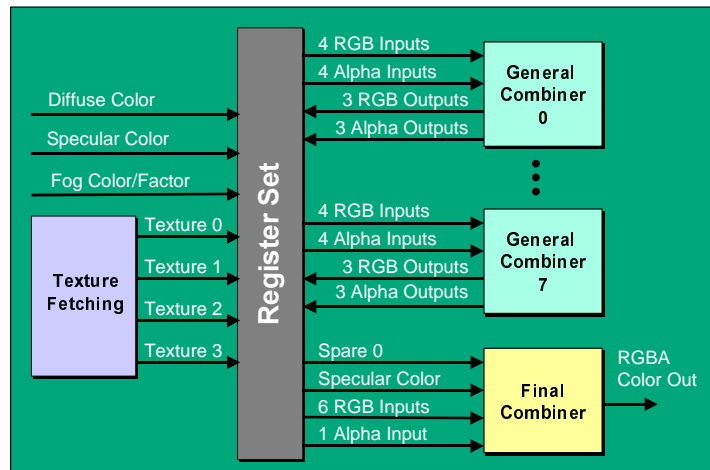 Diffuse Color
Specular Color
Fog Color/Factor
Texture
Fetching
Texture 0
Texture 1
Texture 2
Texture 3
Register Set
4 RGB Inputs
4 Alpha Inputs
3 RGB Outputs
3 Alpha Outputs
General
Combiner
0
4 RGB Inputs
4 Alpha Inputs
3 RGB Outputs
3 Alpha Outputs
General
Combiner
7
Spare 0
Specular Color
6 RGB Inputs
1 Alpha Input
Final
Combiner
RGBA
Color Out